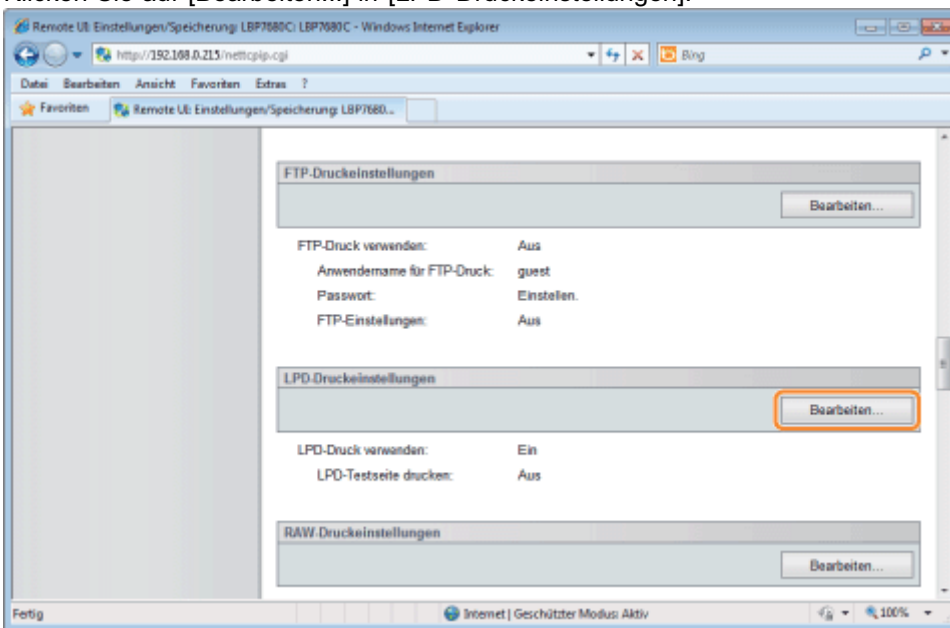 Klicken Sie auf [Bearbeiten...] in [LPD-Druckeinstellungen].
Remote UI: Einstellungen/Speicherung: LBP7680C: LBP7680C - Windows Internet Explorer
http://192.168.0.215/nettcpip.cgi
Bing
Datei Bearbeiten Ansicht Favoriten Extras ?
Favoriten Remote UI: Einstellungen/Speicherung: LBP7680...
FTP-Druckeinstellungen
Bearbeiten...
FTP-Druck verwenden: Aus
Anwendername für FTP-Druck: guest
Passwort: Einstellen.
FTP-Einstellungen: Aus
LPD-Druckeinstellungen
Bearbeiten...
LPD-Druck verwenden: Ein
LPD-Testseite drucken: Aus
RAW-Druckeinstellungen
Bearbeiten...
Fertig Internet | Geschützter Modus: Aktiv 100%